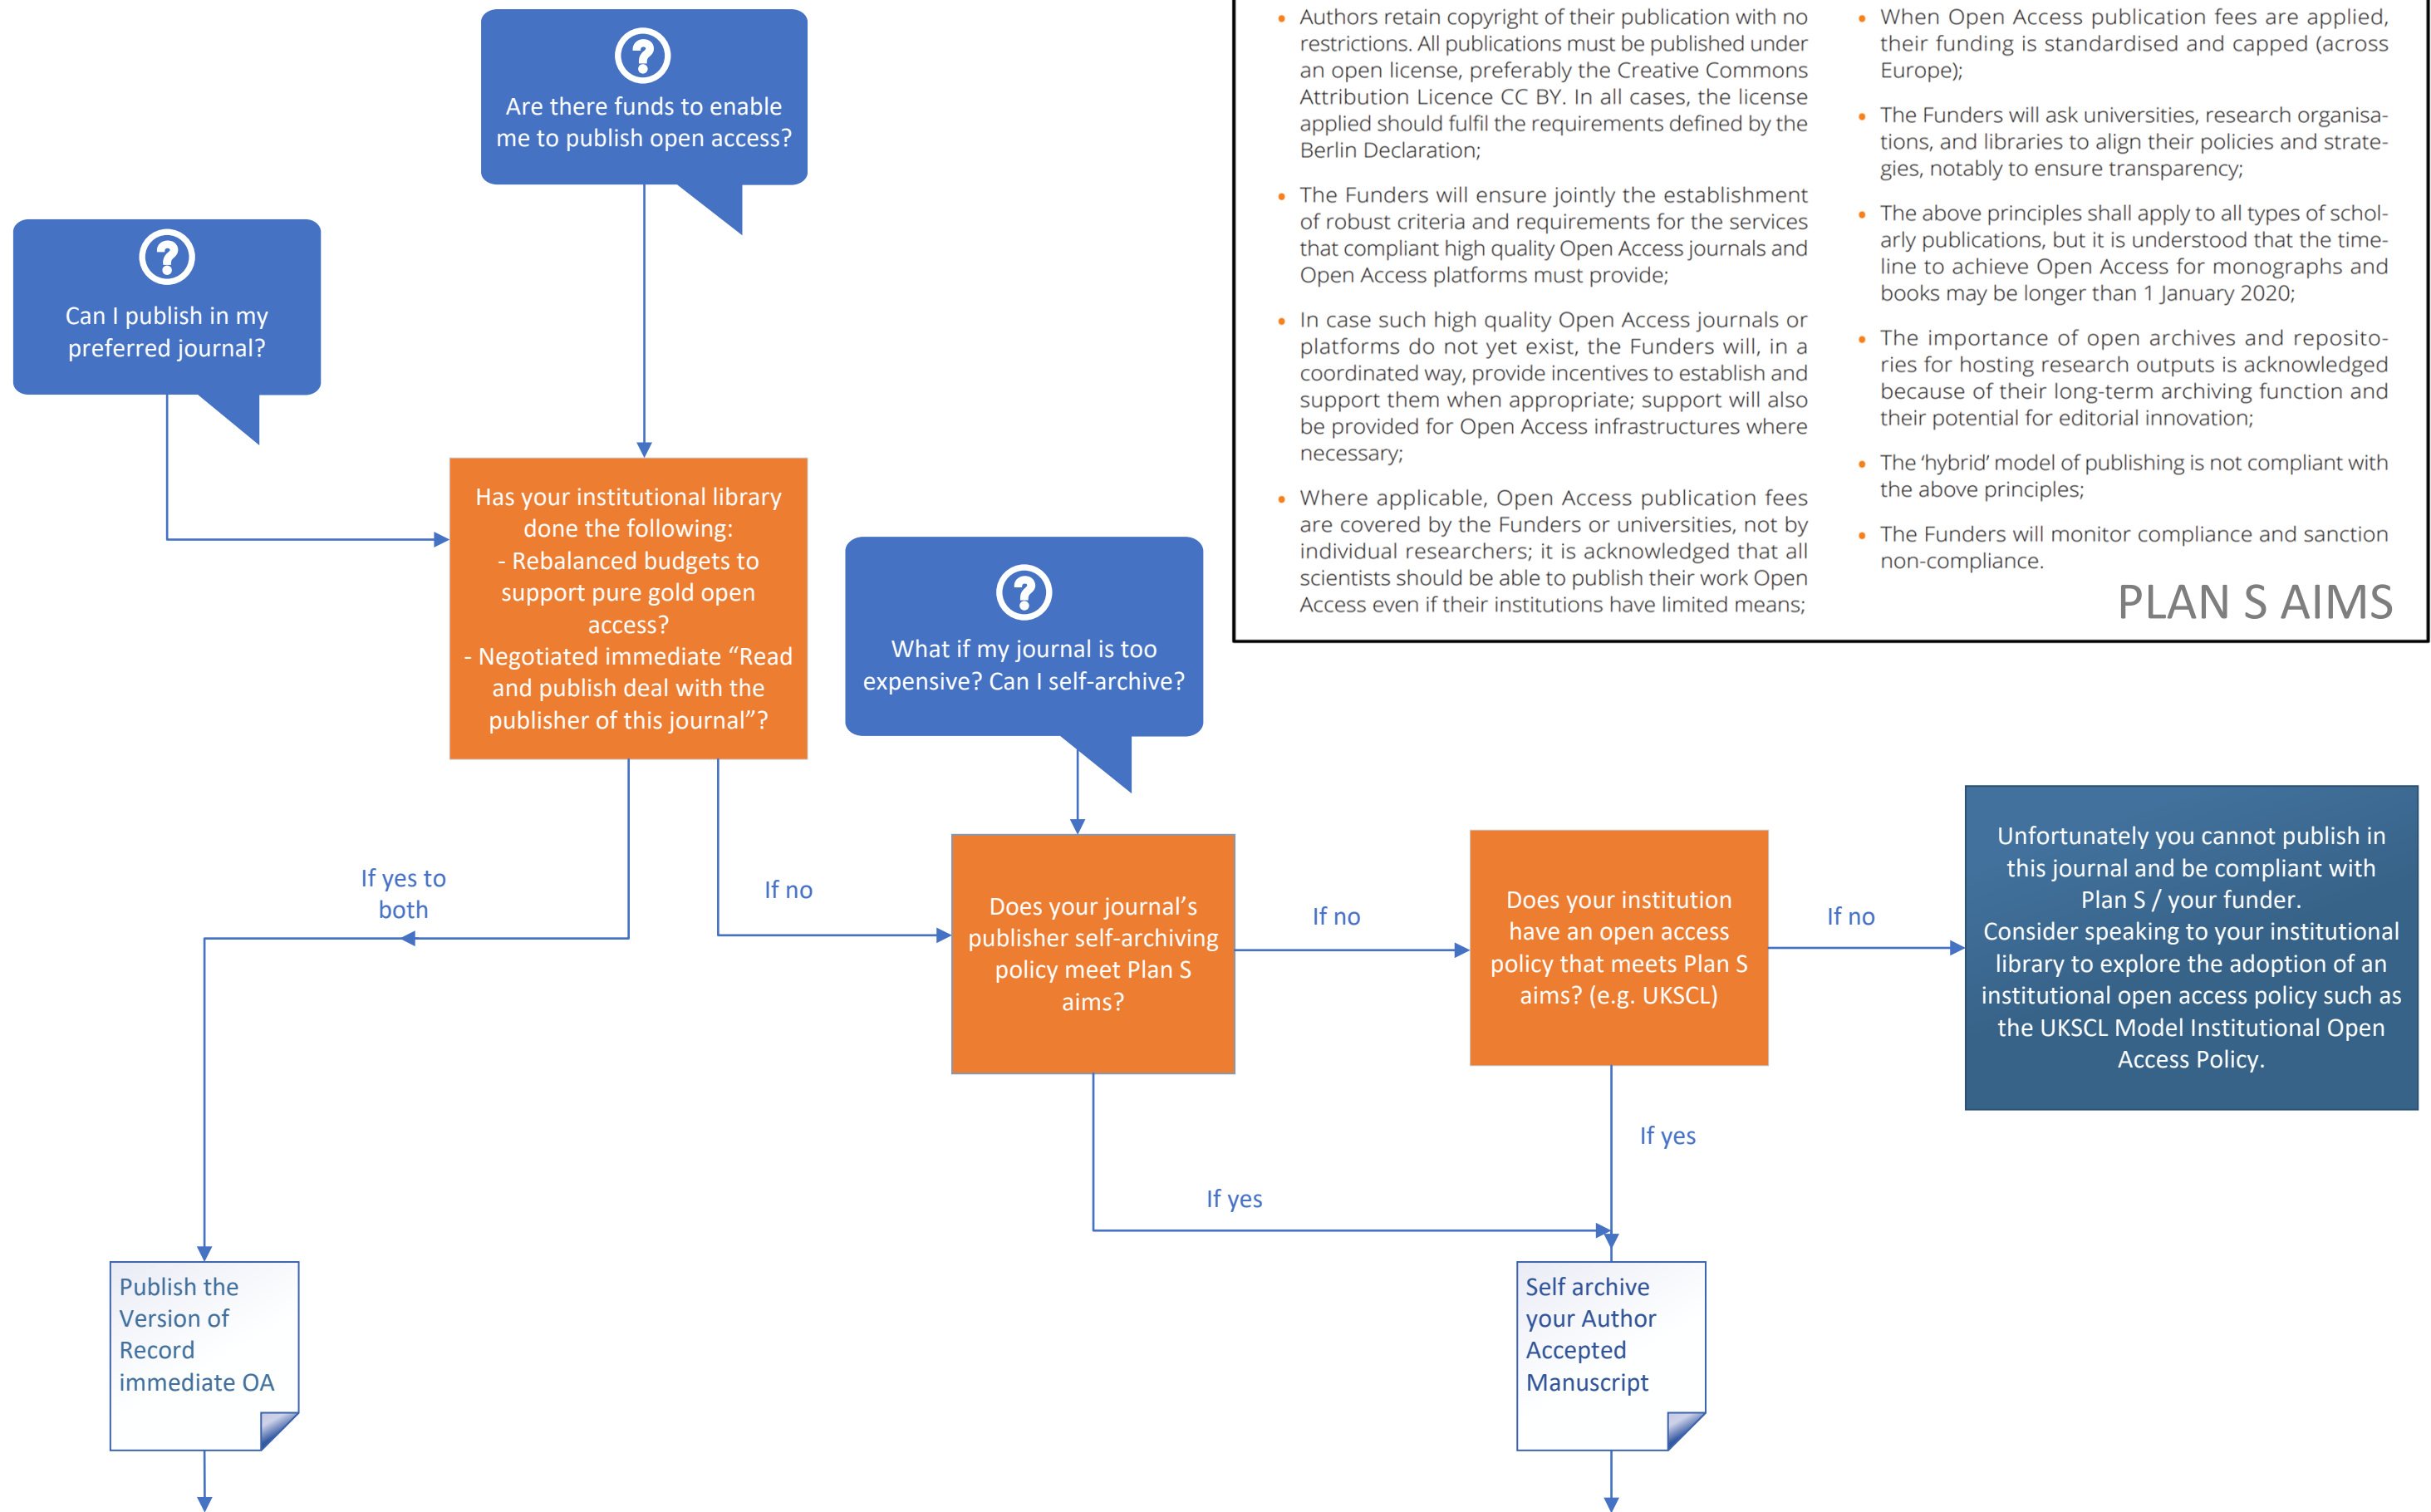 Are there funds to enable
me to publish open access?
Can I publish in my
preferred journal?
Has your institutional library
done the following:
- Rebalanced budgets to
support pure gold open
access?
- Negotiated immediate “Read
and publish deal with the
publisher of this journal”?
What if my journal is too
expensive? Can I self-archive?
• Authors retain copyright of their publication with no
restrictions. All publications must be published under
an open license, preferably the Creative Commons
Attribution Licence CC BY. In all cases, the license
applied should fulfil the requirements defined by the
Berlin Declaration;
• The Funders will ensure jointly the establishment
of robust criteria and requirements for the services
that compliant high quality Open Access journals and
Open Access platforms must provide;
• In case such high quality Open Access journals or
platforms do not yet exist, the Funders will, in a
coordinated way, provide incentives to establish and
support them when appropriate; support will also
be provided for Open Access infrastructures where
necessary;
• Where applicable, Open Access publication fees
are covered by the Funders or universities, not by
individual researchers; it is acknowledged that all
scientists should be able to publish their work Open
Access even if their institutions have limited means;
• When Open Access publication fees are applied,
their funding is standardised and capped (across
Europe);
• The Funders will ask universities, research organisa-
tions, and libraries to align their policies and strate-
gies, notably to ensure transparency;
• The above principles shall apply to all types of schol-
arly publications, but it is understood that the time-
line to achieve Open Access for monographs and
books may be longer than 1 January 2020;
• The importance of open archives and reposito-
ries for hosting research outputs is acknowledged
because of their long-term archiving function and
their potential for editorial innovation;
• The ‘hybrid’ model of publishing is not compliant with
the above principles;
• The Funders will monitor compliance and sanction
non-compliance.
PLAN S AIMS
If yes to
both
If no
Does your journal’s
publisher self-archiving
policy meet Plan S
aims?
If no
Does your institution
have an open access
policy that meets Plan S
aims? (e.g. UKSCL)
If no
Unfortunately you cannot publish in
this journal and be compliant with
Plan S / your funder.
Consider speaking to your institutional
library to explore the adoption of an
institutional open access policy such as
the UKSCL Model Institutional Open
Access Policy.
If yes
If yes
Publish the
Version of
Record
immediate OA
Self archive
your Author
Accepted
Manuscript